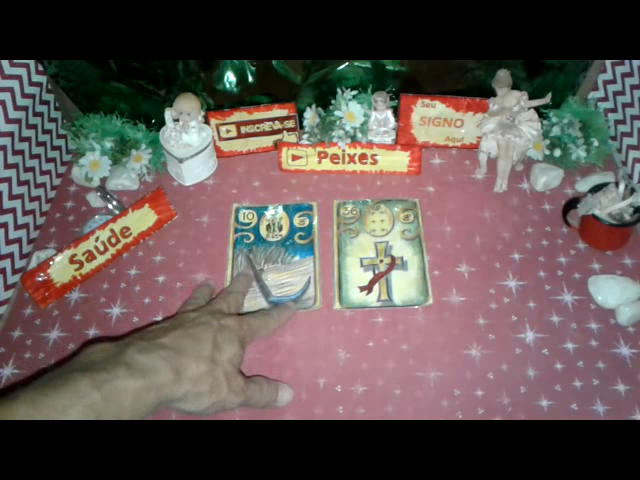 INSCREVA-SE
Seu
SIGNO
Aqui
Peixes
Saúde
10
36